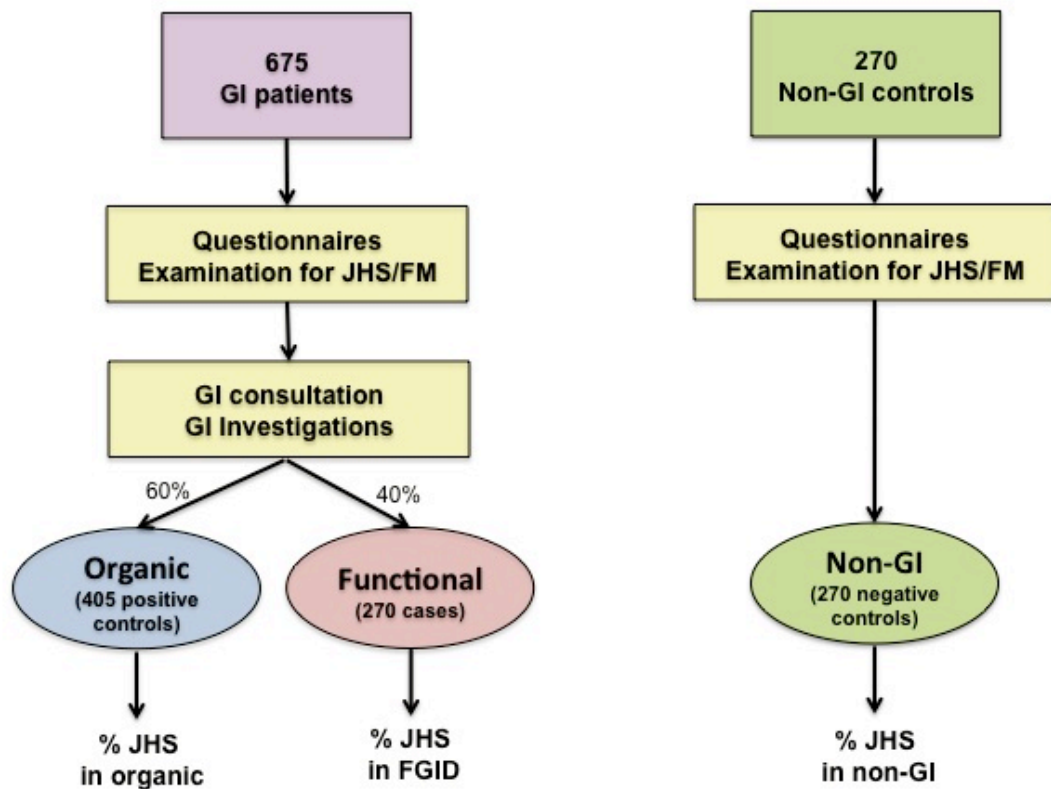 675
GI patients
Questionnaires
Examination for JHS/FM
GI consultation
GI Investigations
60%
40%
Organic
(405 positive
controls)
Functional
(270 cases)
% JHS
in organic
% JHS
in FGID
270
Non-GI controls
Questionnaires
Examination for JHS/FM
Non-GI
(270 negative
controls)
% JHS
in non-GI